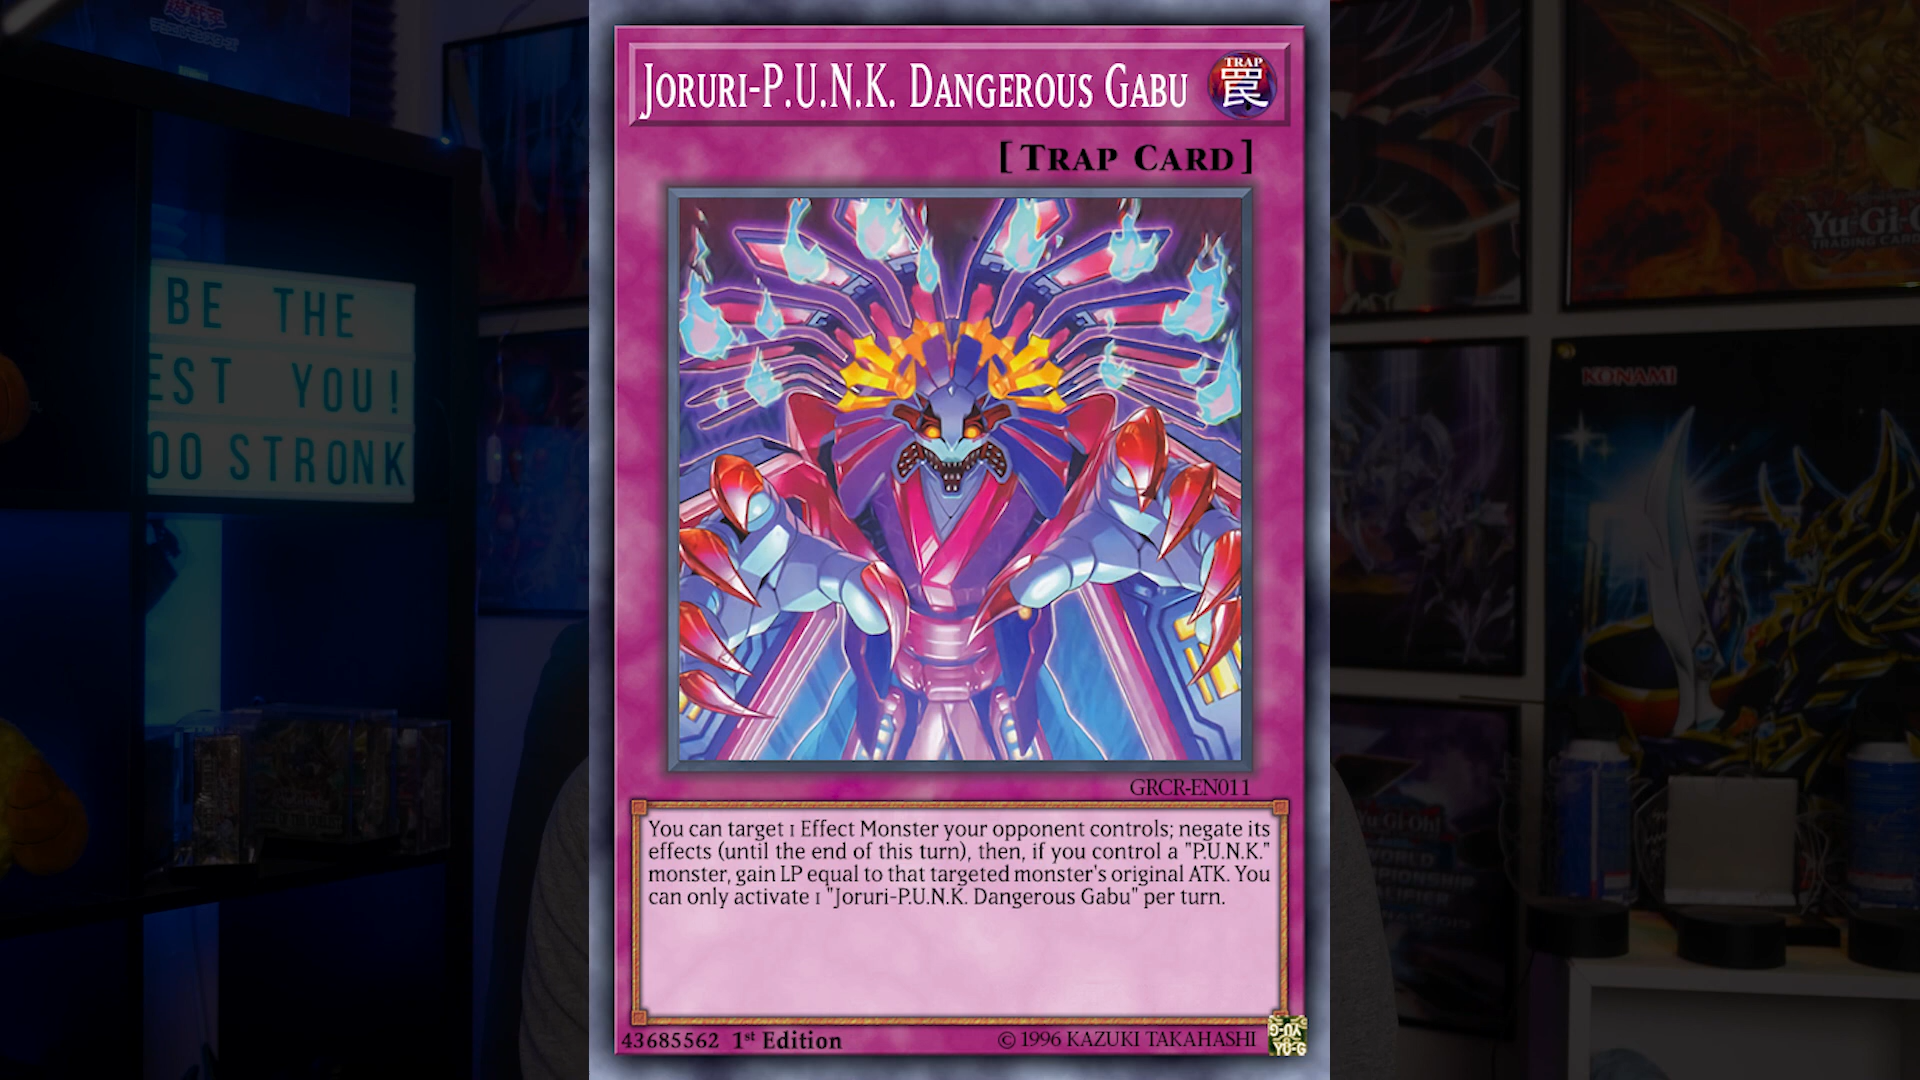 JORURI-P.U.N.K. DANGEROUS GABU
TRAP
罠
[TRAP CARD]
BE THE
EST YOU!
OO STRONK
KONAMI
GRCR-EN011
You can target 1 Effect Monster your opponent controls; negate its
effects (until the end of this turn), then, if you control a "P.U.N.K."
monster, gain LP equal to that targeted monster's original ATK. You
can only activate 1 "Joruri-P.U.N.K. Dangerous Gabu" per turn.
43685562 1st Edition
© 1996 KAZUKI TAKAHASHI